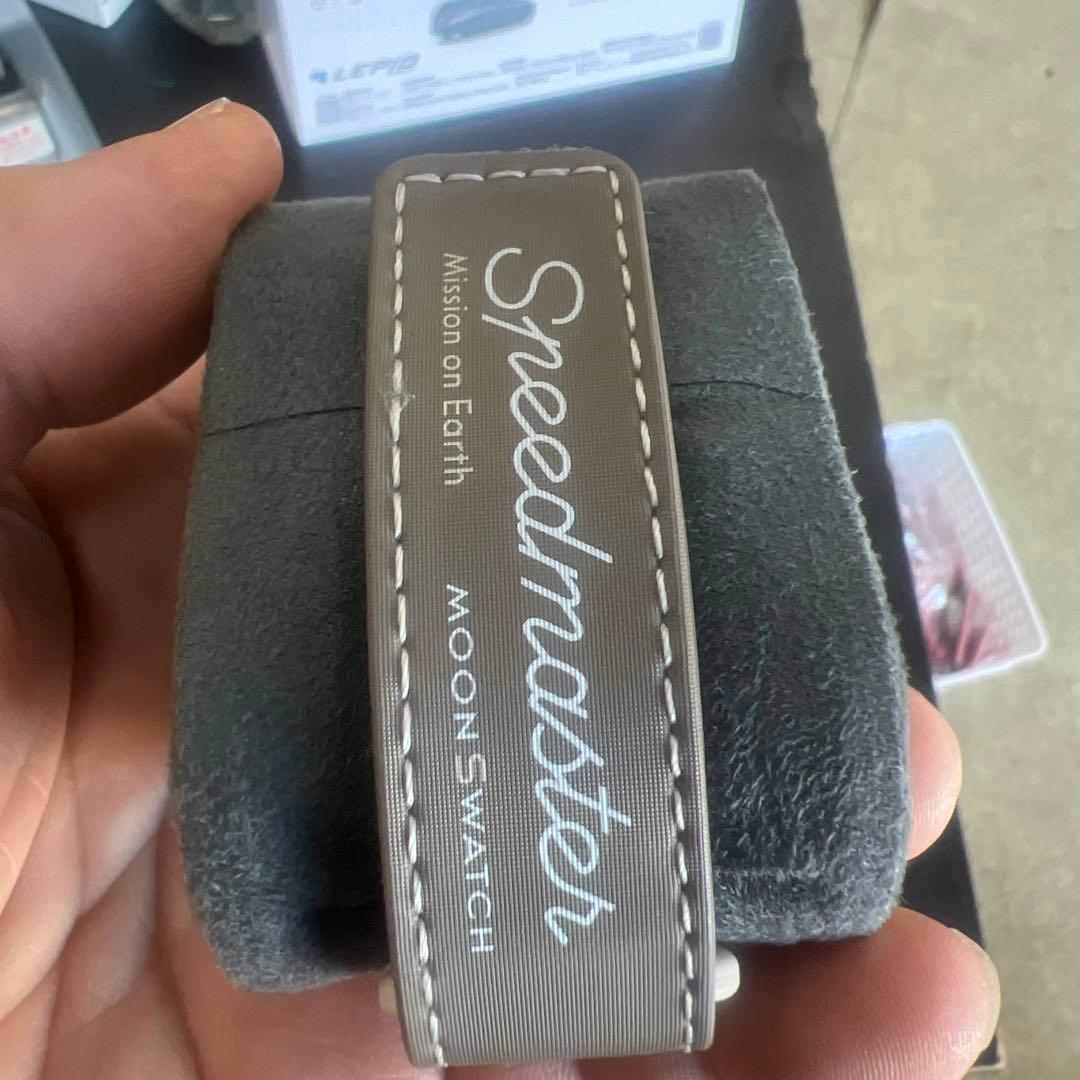 LEPIO
Speedmaster
Mission on Earth
MOONSWATCH